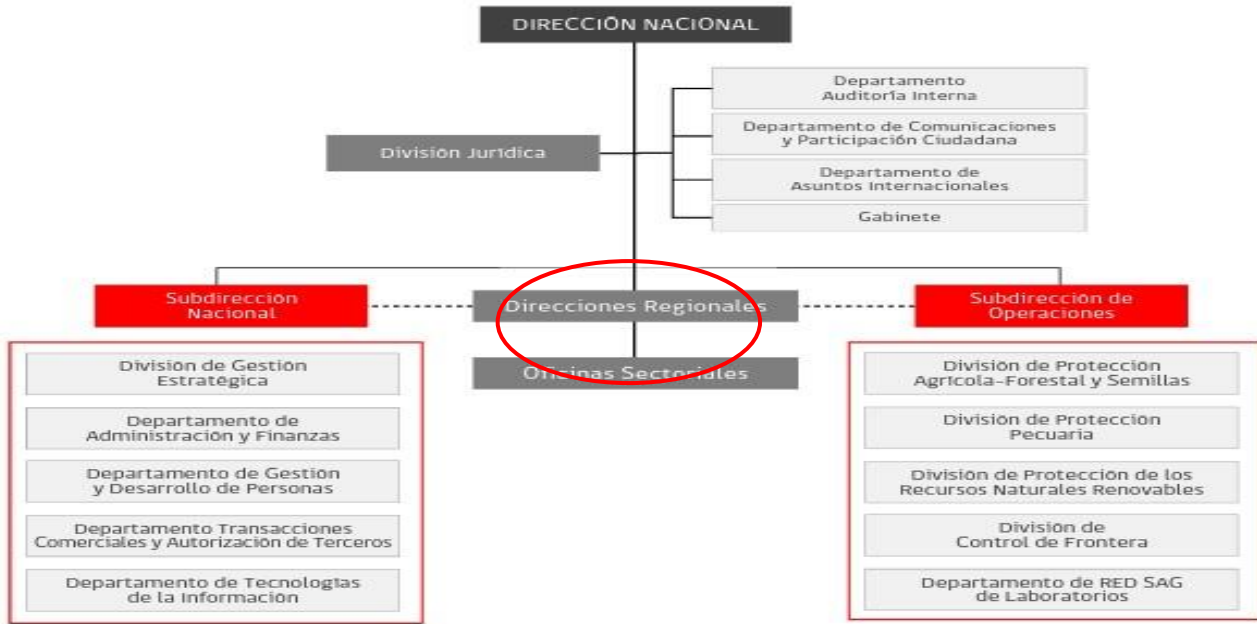 DIRECCIÓN NACIONAL
Departamento
Auditoría Interna
Departamento de Comunicaciones
y Participación Ciudadana
División Jurídica
Departamento de
Asuntos Internacionales
Gabinete
Subdirección
Nacional
Direcciones Regionales
Subdirección de
Operaciones
Oficinas Sectoriales
División de Gestión
Estratégica
Departamento de
Administración y Finanzas
Departamento de Gestión
y Desarrollo de Personas
Departamento Transacciones
Comerciales y Autorización de Terceros
Departamento de Tecnologías
de la Información
División de Protección
Agrícola-Forestal y Semillas
División de Protección
Pecuaria
División de Protección de los
Recursos Naturales Renovables
División de
Control de Frontera
Departamento de RED SAG
de Laboratorios